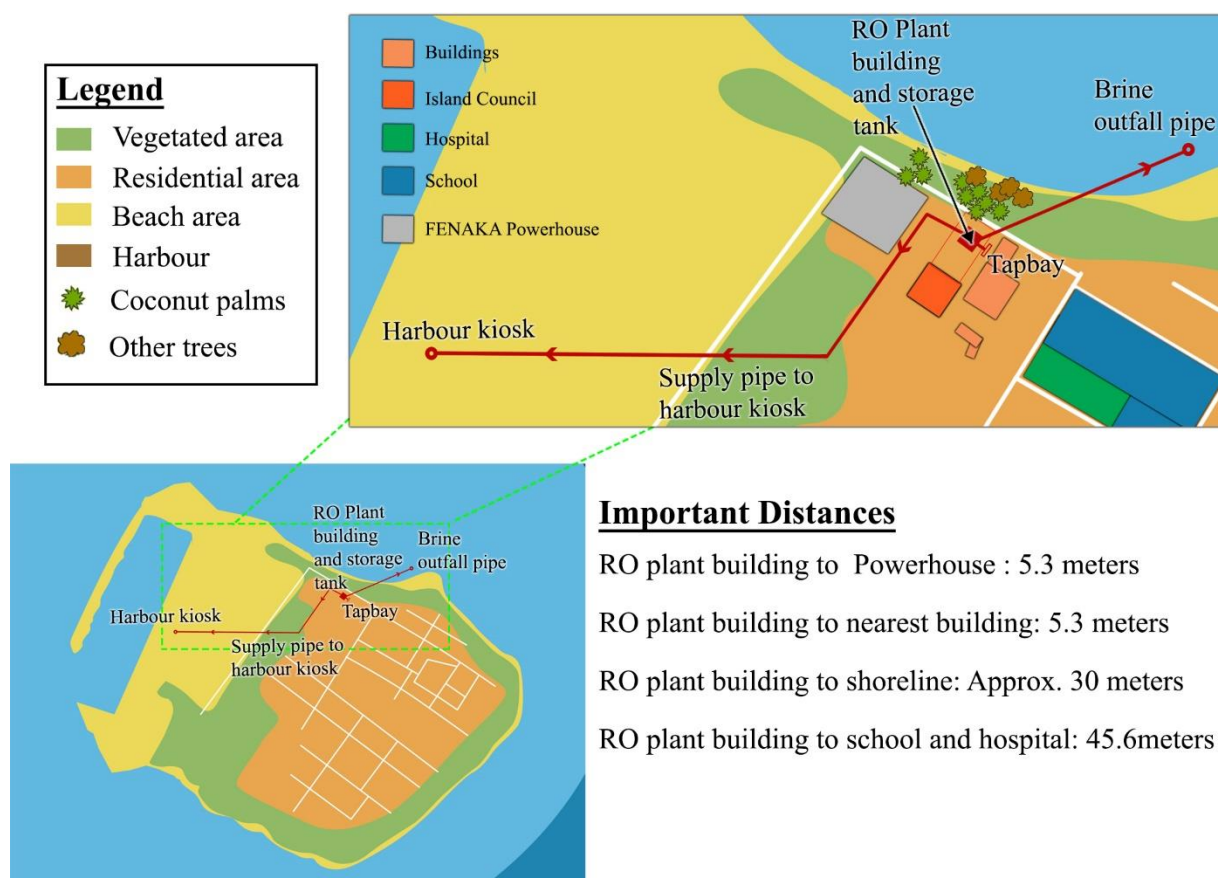 Legend
Vegetated area
Residential area
Beach area
Harbour
Coconut palms
Other trees
Buildings
Island Council
Hospital
School
FENAKA Powerhouse
RO Plant
building
and storage
tank
Brine
outfall pipe
Tapbay
Harbour kiosk
Supply pipe to
harbour kiosk
RO Plant
building
and storage
tank
Brine
outfall pipe
Tapbay
Harbour kiosk
Supply pipe to
harbour kiosk
Important Distances
RO plant building to Powerhouse : 5.3 meters
RO plant building to nearest building: 5.3 meters
RO plant building to shoreline: Approx. 30 meters
RO plant building to school and hospital: 45.6meters